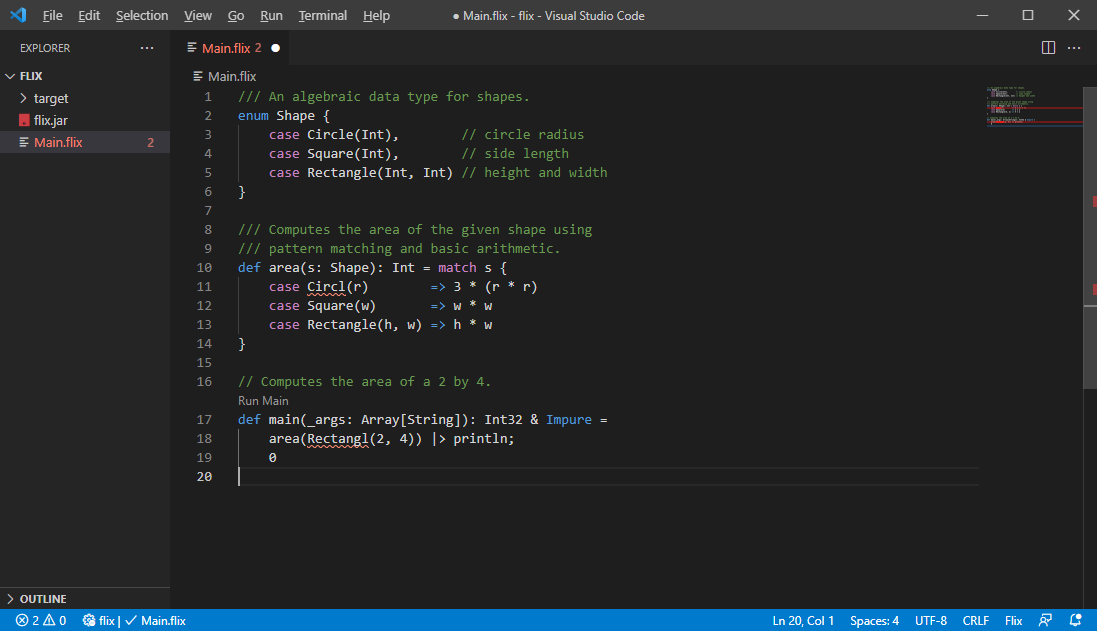 File Edit Selection View Go Run Terminal Help ● Main.flix - flix - Visual Studio Code
EXPLORER ···
Main.flix 2 ●
FLIX
target
flix.jar
Main.flix 2
Main.flix
1 /// An algebraic data type for shapes.
2 enum Shape {
3     case Circle(Int),        // circle radius
4     case Square(Int),        // side length
5     case Rectangle(Int, Int) // height and width
6 }
7
8 /// Computes the area of the given shape using
9 /// pattern matching and basic arithmetic.
10 def area(s: Shape): Int = match s {
11     case Circl(r)        => 3 * (r * r)
12     case Square(w)       => w * w
13     case Rectangle(h, w) => h * w
14 }
15
16 // Computes the area of a 2 by 4.
Run Main
17 def main(_args: Array[String]): Int32 & Impure =
18     area(Rectangl(2, 4)) |> println;
19     0
20
OUTLINE
2 0 flix | ✓ Main.flix Ln 20, Col 1 Spaces: 4 UTF-8 CRLF Flix